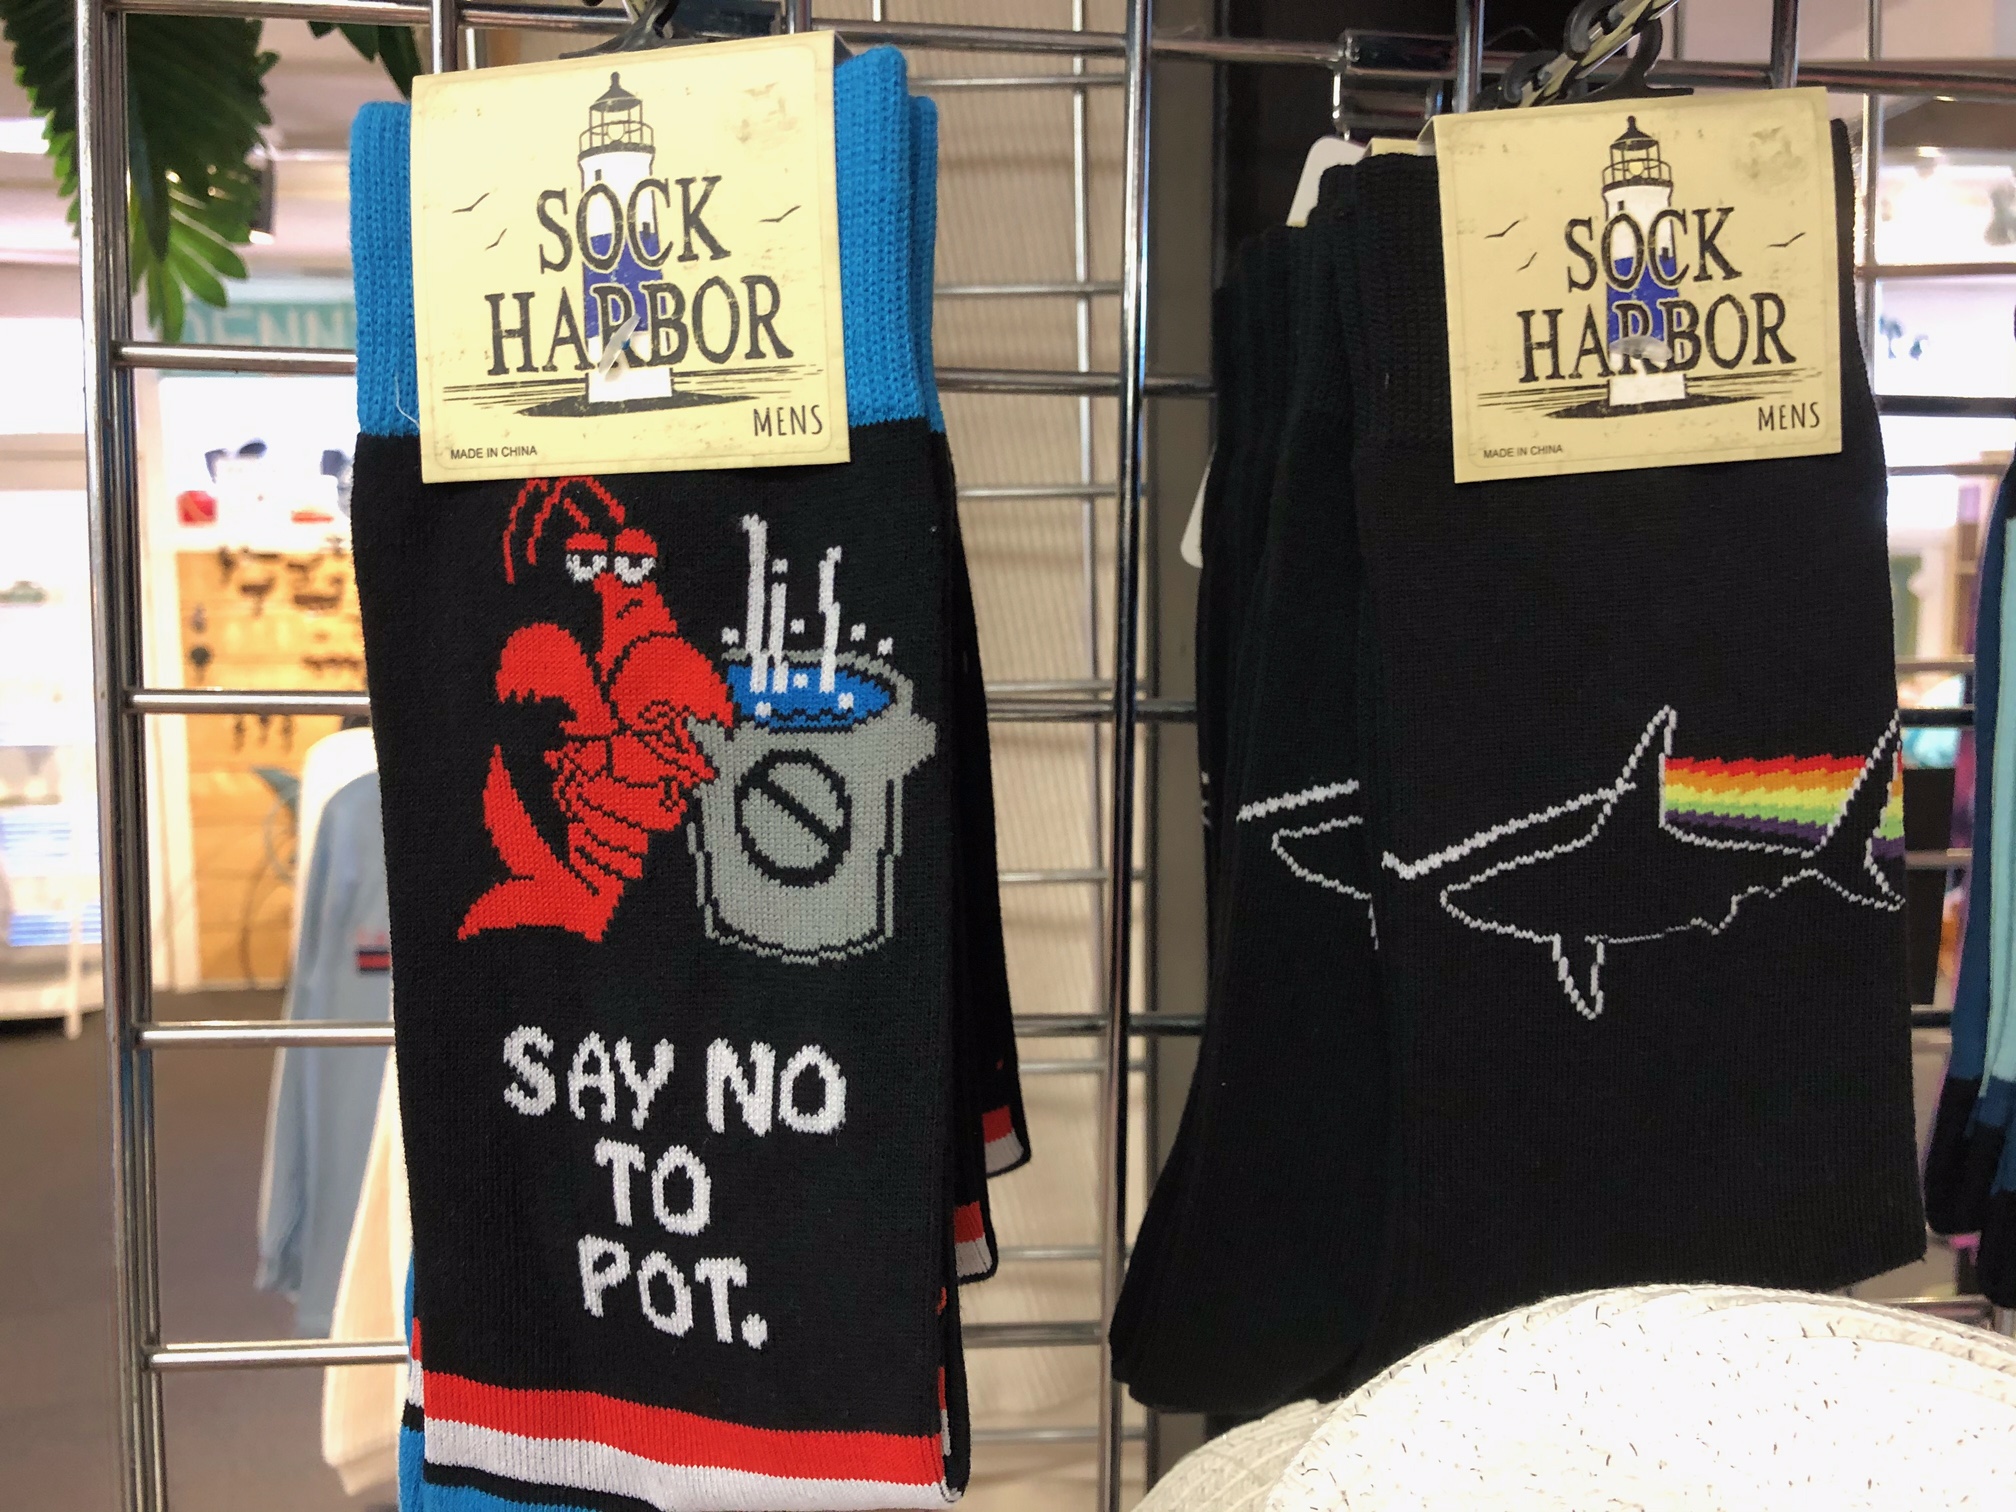 SOCK
HARBOR
MENS
MADE IN CHINA
SAY NO
TO
POT.
SOCK
HARBOR
MENS
MADE IN CHINA